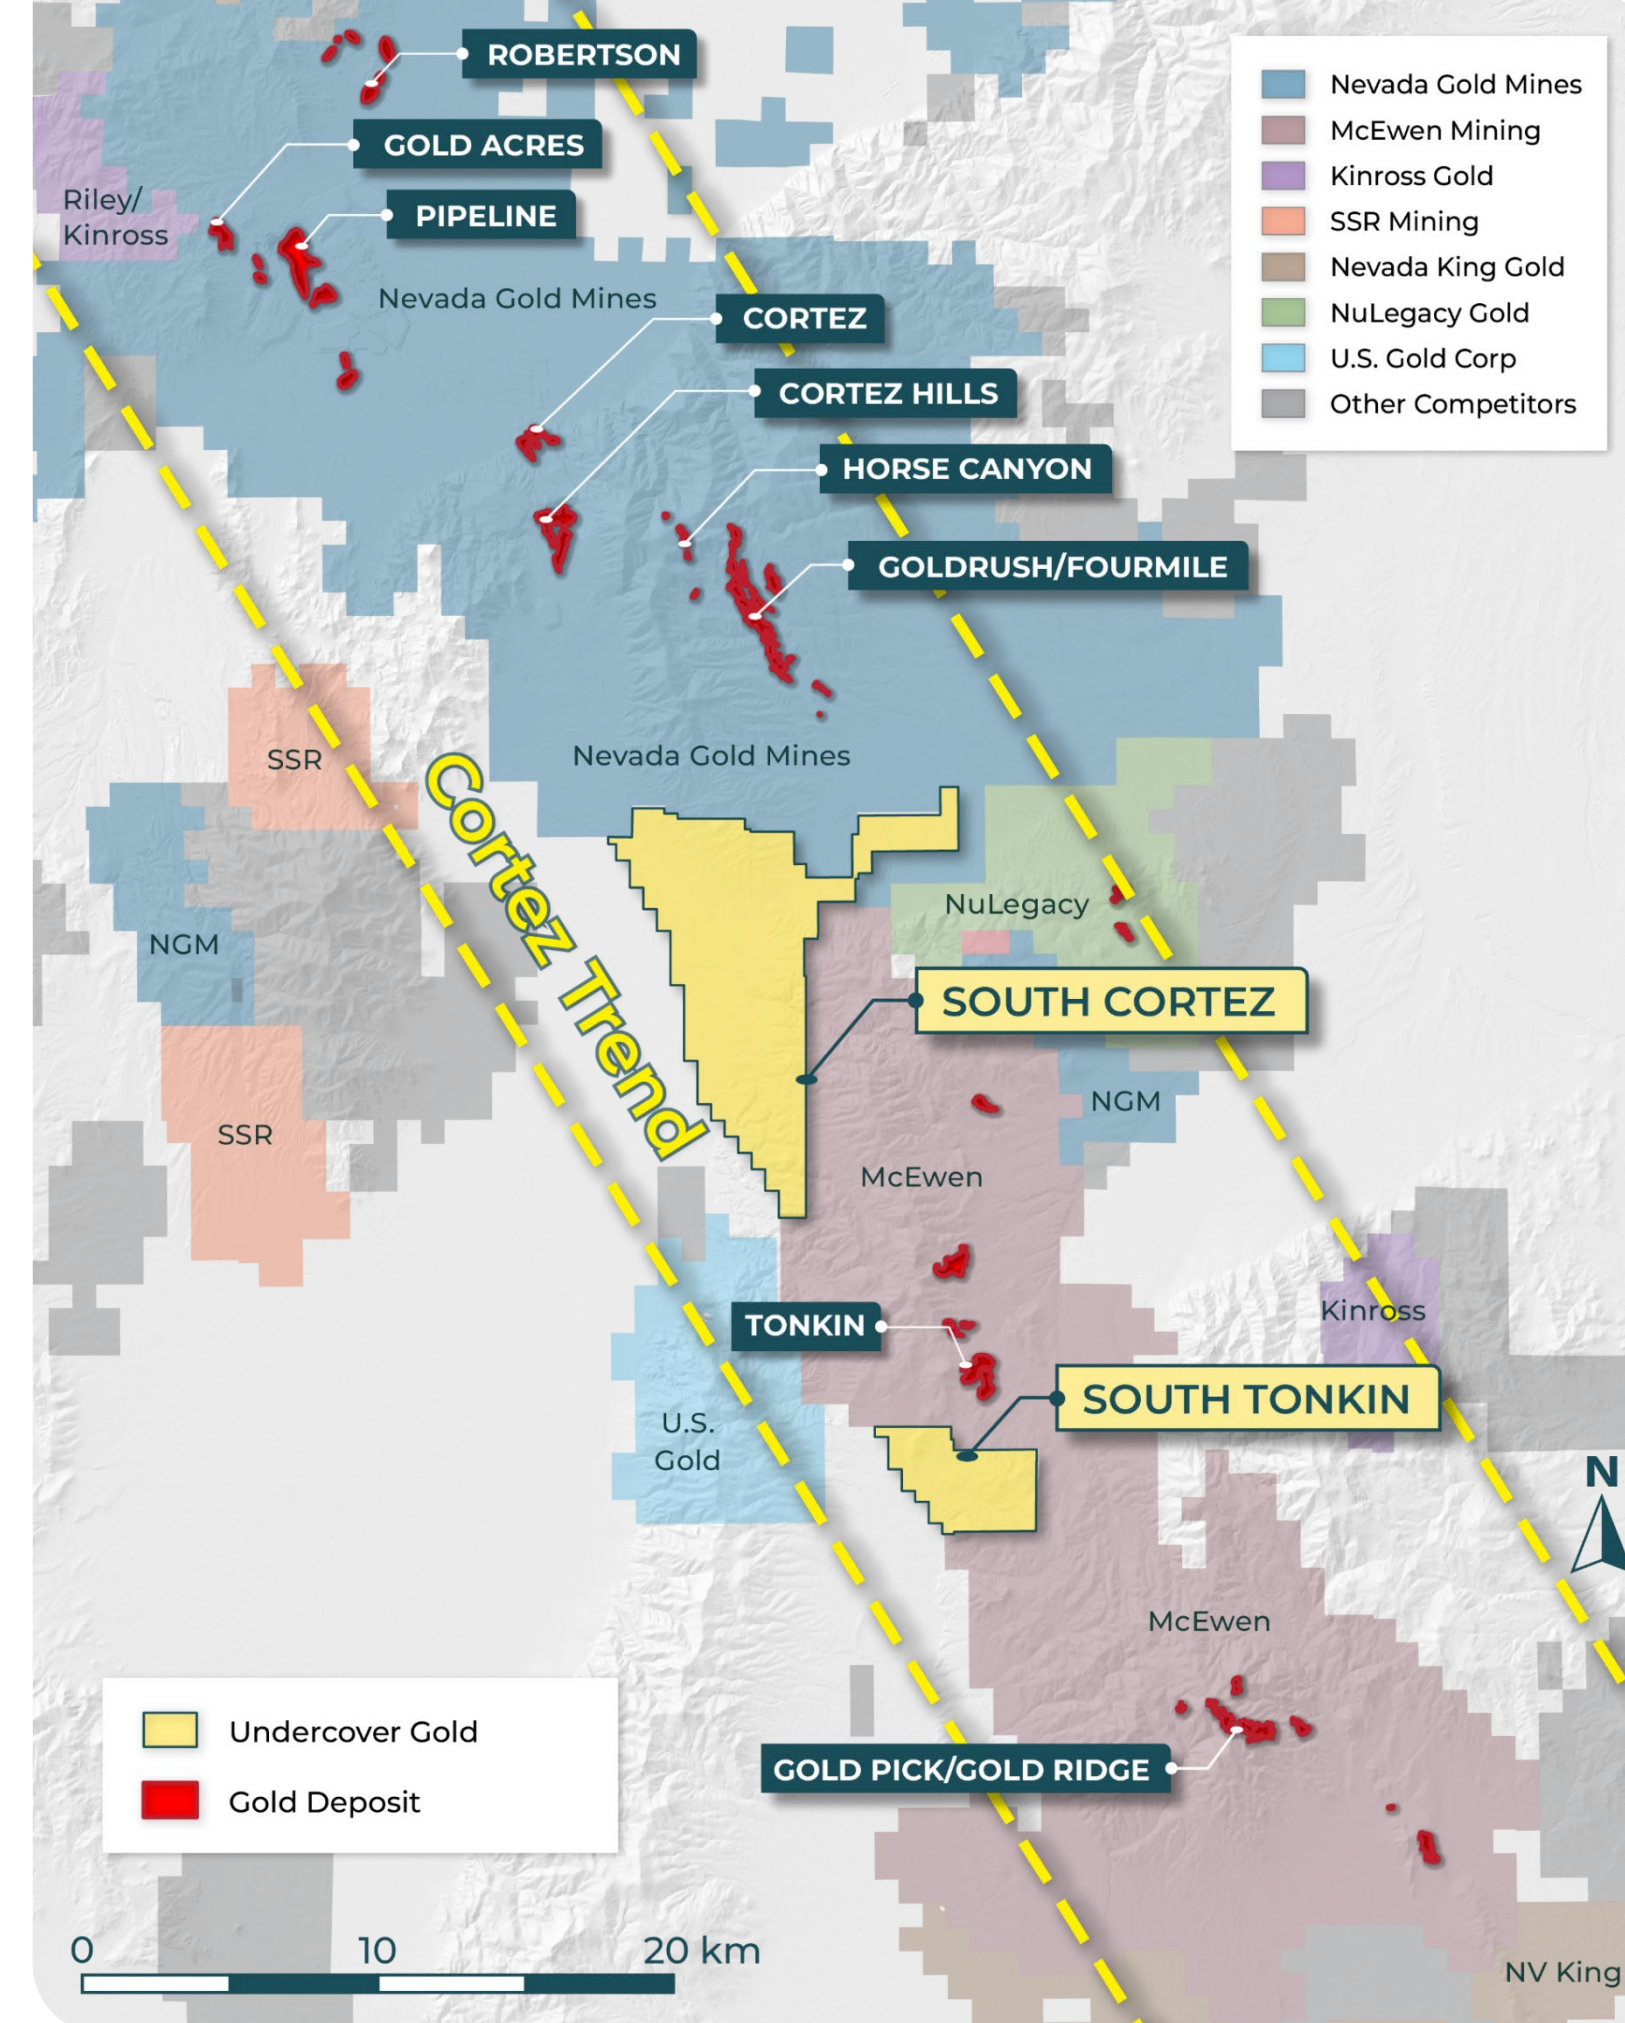 ROBERTSON
GOLD ACRES
PIPELINE
Riley/
Kinross
Nevada Gold Mines
CORTEZ
CORTEZ HILLS
HORSE CANYON
GOLDRUSH/FOURMILE
Nevada Gold Mines
McEwen Mining
Kinross Gold
SSR Mining
Nevada King Gold
NuLegacy Gold
U.S. Gold Corp
Other Competitors
SSR
Nevada Gold Mines
Cortez Trend
NGM
NuLegacy
SOUTH CORTEZ
NGM
SSR
McEwen
Kinross
TONKIN
SOUTH TONKIN
U.S.
Gold
N
McEwen
GOLD PICK/GOLD RIDGE
Undercover Gold
Gold Deposit
0 10 20 km
NV King